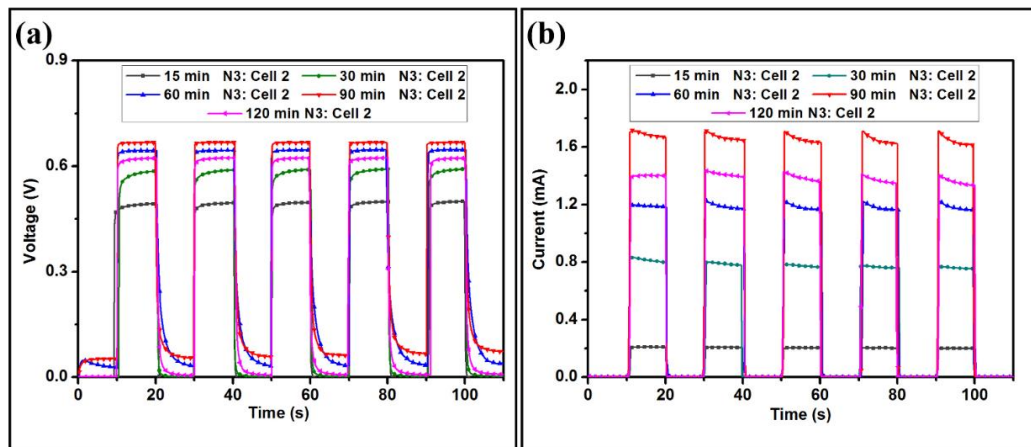 (a)
0.9
0.6
0.3
0.0
Voltage (V)
15 min N3: Cell 2
30 min N3: Cell 2
60 min N3: Cell 2
90 min N3: Cell 2
120 min N3: Cell 2
0 20 40 60 80 100
Time (s)
(b)
2.0
1.6
1.2
0.8
0.4
0.0
Current (mA)
15 min N3: Cell 2
30 min N3: Cell 2
60 min N3: Cell 2
90 min N3: Cell 2
120 min N3: Cell 2
0 20 40 60 80 100
Time (s)